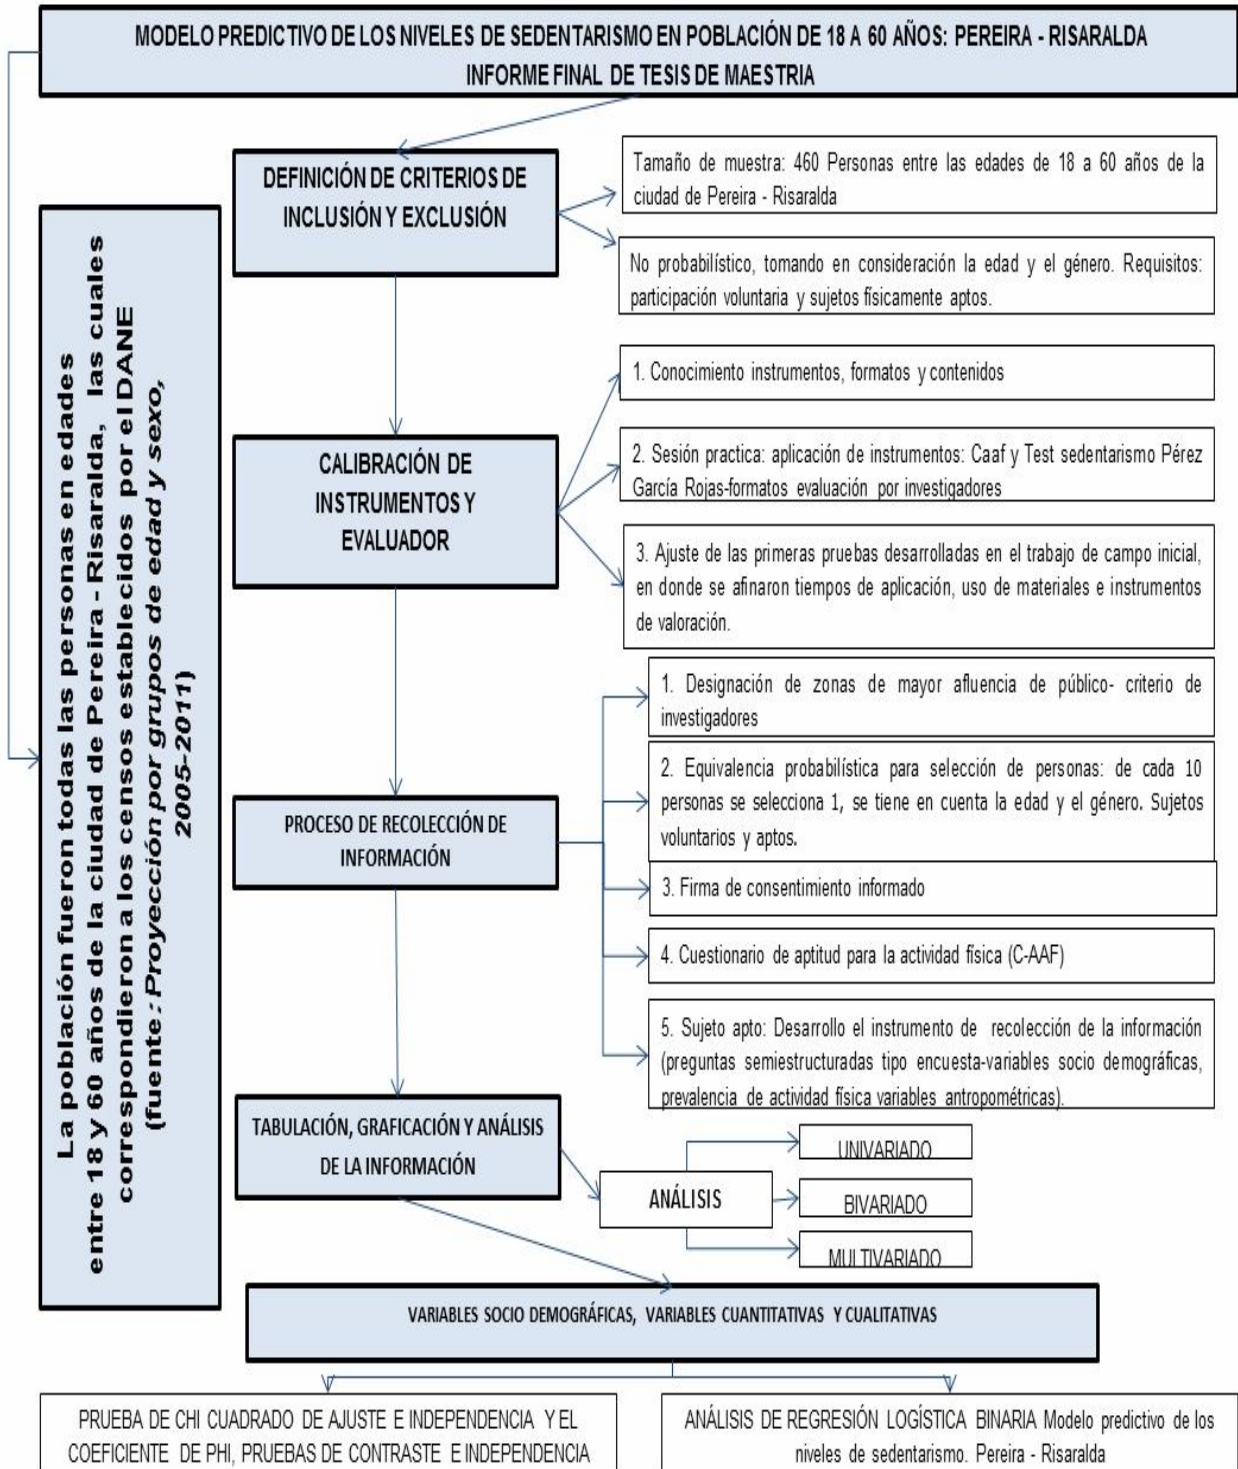 MODELO PREDICTIVO DE LOS NIVELES DE SEDENTARISMO EN POBLACIÓN DE 18 A 60 AÑOS: PEREIRA - RISARALDA
INFORME FINAL DE TESIS DE MAESTRIA
La población fueron todas las personas en edades
entre 18 y 60 años de la ciudad de Pereira - Risaralda, las cuales
correspondieron a los censos establecidos por el DANE
(fuente: Proyección por grupos de edad y sexo,
2005-2011)
DEFINICIÓN DE CRITERIOS DE
INCLUSIÓN Y EXCLUSIÓN
Tamaño de muestra: 460 Personas entre las edades de 18 a 60 años de la
ciudad de Pereira - Risaralda
No probabilístico, tomando en consideración la edad y el género. Requisitos:
participación voluntaria y sujetos físicamente aptos.
CALIBRACIÓN DE
INSTRUMENTOS Y
EVALUADOR
1. Conocimiento instrumentos, formatos y contenidos
2. Sesión practica: aplicación de instrumentos: Caaf y Test sedentarismo Pérez
García Rojas-formatos evaluación por investigadores
3. Ajuste de las primeras pruebas desarrolladas en el trabajo de campo inicial,
en donde se afinaron tiempos de aplicación, uso de materiales e instrumentos
de valoración.
PROCESO DE RECOLECCIÓN DE
INFORMACIÓN
1. Designación de zonas de mayor afluencia de público- criterio de
investigadores
2. Equivalencia probabilística para selección de personas: de cada 10
personas se selecciona 1, se tiene en cuenta la edad y el género. Sujetos
voluntarios y aptos.
3. Firma de consentimiento informado
4. Cuestionario de aptitud para la actividad física (C-AAF)
5. Sujeto apto: Desarrollo el instrumento de recolección de la información
(preguntas semiestructuradas tipo encuesta-variables socio demográficas,
prevalencia de actividad física variables antropométricas).
TABULACIÓN, GRAFICACIÓN Y ANÁLISIS
DE LA INFORMACIÓN
ANÁLISIS
UNIVARIADO
BIVARIADO
MULTIVARIADO
VARIABLES SOCIO DEMOGRÁFICAS, VARIABLES CUANTITATIVAS Y CUALITATIVAS
PRUEBA DE CHI CUADRADO DE AJUSTE E INDEPENDENCIA Y EL
COEFICIENTE DE PHI, PRUEBAS DE CONTRASTE E INDEPENDENCIA
ANÁLISIS DE REGRESIÓN LOGÍSTICA BINARIA Modelo predictivo de los
niveles de sedentarismo. Pereira - Risaralda